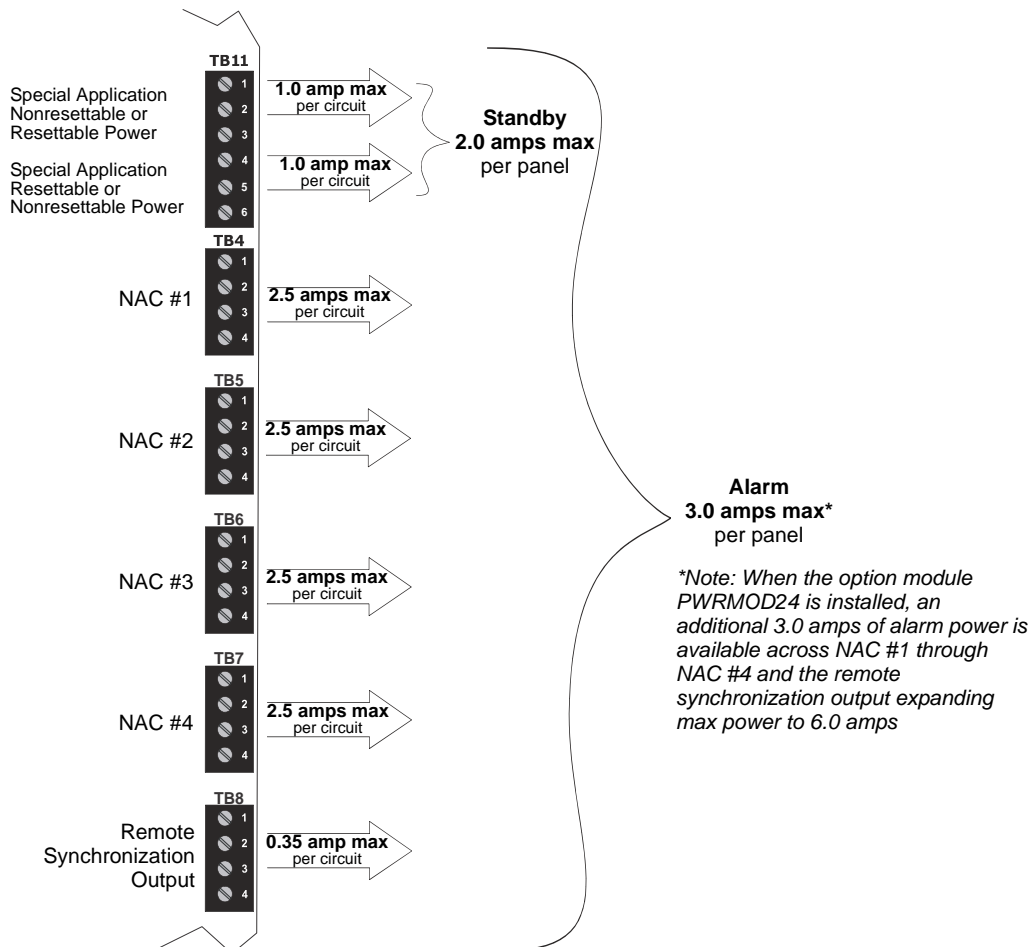 TB11
1
2
3
4
5
6
Special Application
Nonresettable or
Resettable Power
Special Application
Resettable or
Nonresettable Power
1.0 amp max
per circuit
1.0 amp max
per circuit
Standby
2.0 amps max
per panel
TB4
1
2
3
4
NAC #1
2.5 amps max
per circuit
TB5
1
2
3
4
NAC #2
2.5 amps max
per circuit
TB6
1
2
3
4
NAC #3
2.5 amps max
per circuit
TB7
1
2
3
4
NAC #4
2.5 amps max
per circuit
TB8
1
2
3
4
Remote
Synchronization
Output
0.35 amp max
per circuit
Alarm
3.0 amps max*
per panel
*Note: When the option module
PWRMOD24 is installed, an
additional 3.0 amps of alarm power is
available across NAC #1 through
NAC #4 and the remote
synchronization output expanding
max power to 6.0 amps